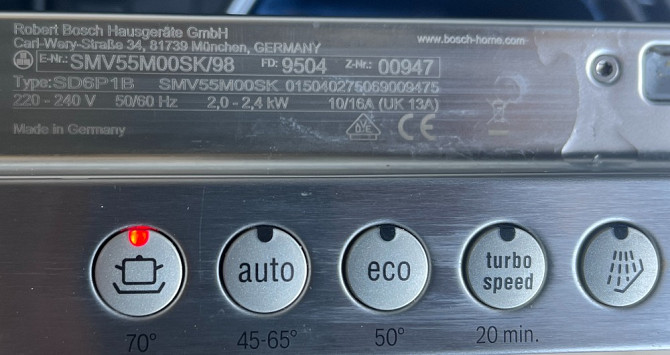 Robert Bosch Hausgeräte GmbH
Carl-Wery-Straße 34, 81739 München, GERMANY
www.bosch-home.com
E-Nr.: SMV55M00SK/98 FD: 9504 Z-Nr.: 00947
Type: SD6P1B SMV55M00SK 015040275069009475
220 - 240 V 50/60 Hz 2,0 - 2,4 kW 10/16A (UK 13A)
Made in Germany
CE
auto
eco
turbo
speed
70°
45-65°
50°
20 min.